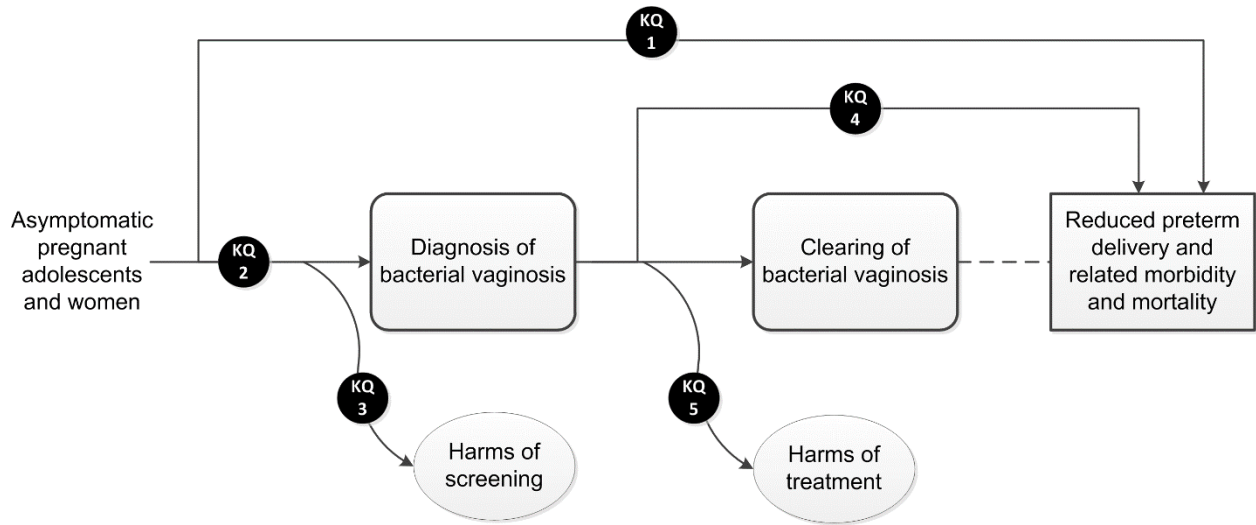 KQ
1
KQ
4
Asymptomatic
pregnant
adolescents
and women
KQ
2
Diagnosis of
bacterial vaginosis
Clearing of
bacterial vaginosis
Reduced preterm
delivery and
related morbidity
and mortality
KQ
3
KQ
5
Harms of
screening
Harms of
treatment